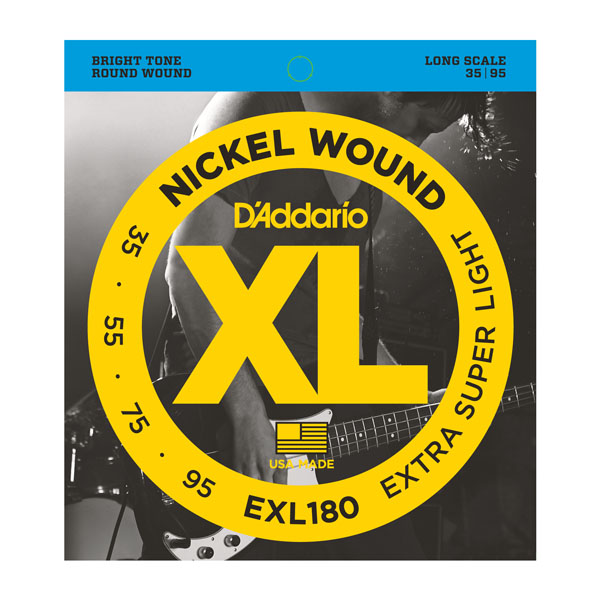 BRIGHT TONE
ROUND WOUND
LONG SCALE
35 | 95
NICKEL WOUND
D'Addario
XL
35 · 55 · 75 · 95
EXL180
EXTRA SUPER LIGHT
USA MADE